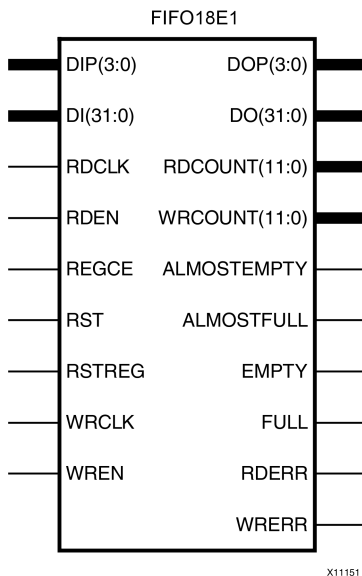 FIFO18E1
DIP(3:0) DOP(3:0)
DI(31:0) DO(31:0)
RDCLK RDCOUNT(11:0)
RDEN WRCOUNT(11:0)
REGCE ALMOSTEMPTY
RST ALMOSTFULL
RSTREG EMPTY
WRCLK FULL
WREN RDERR
WRERR
X11151